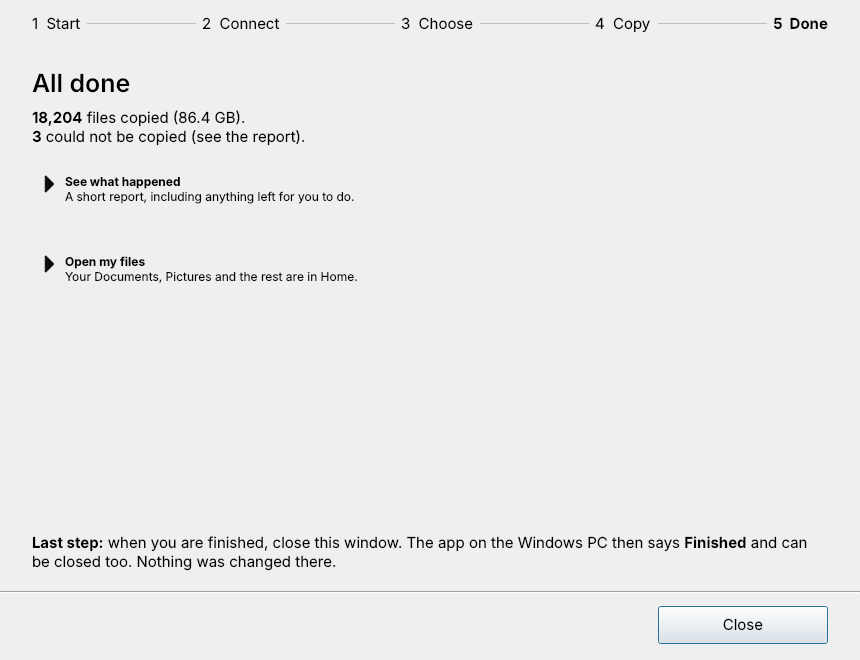 1 Start 2 Connect 3 Choose 4 Copy 5 Done
All done
18,204 files copied (86.4 GB).
3 could not be copied (see the report).
See what happened
A short report, including anything left for you to do.
Open my files
Your Documents, Pictures and the rest are in Home.
Last step: when you are finished, close this window. The app on the Windows PC then says Finished and can
be closed too. Nothing was changed there.
Close